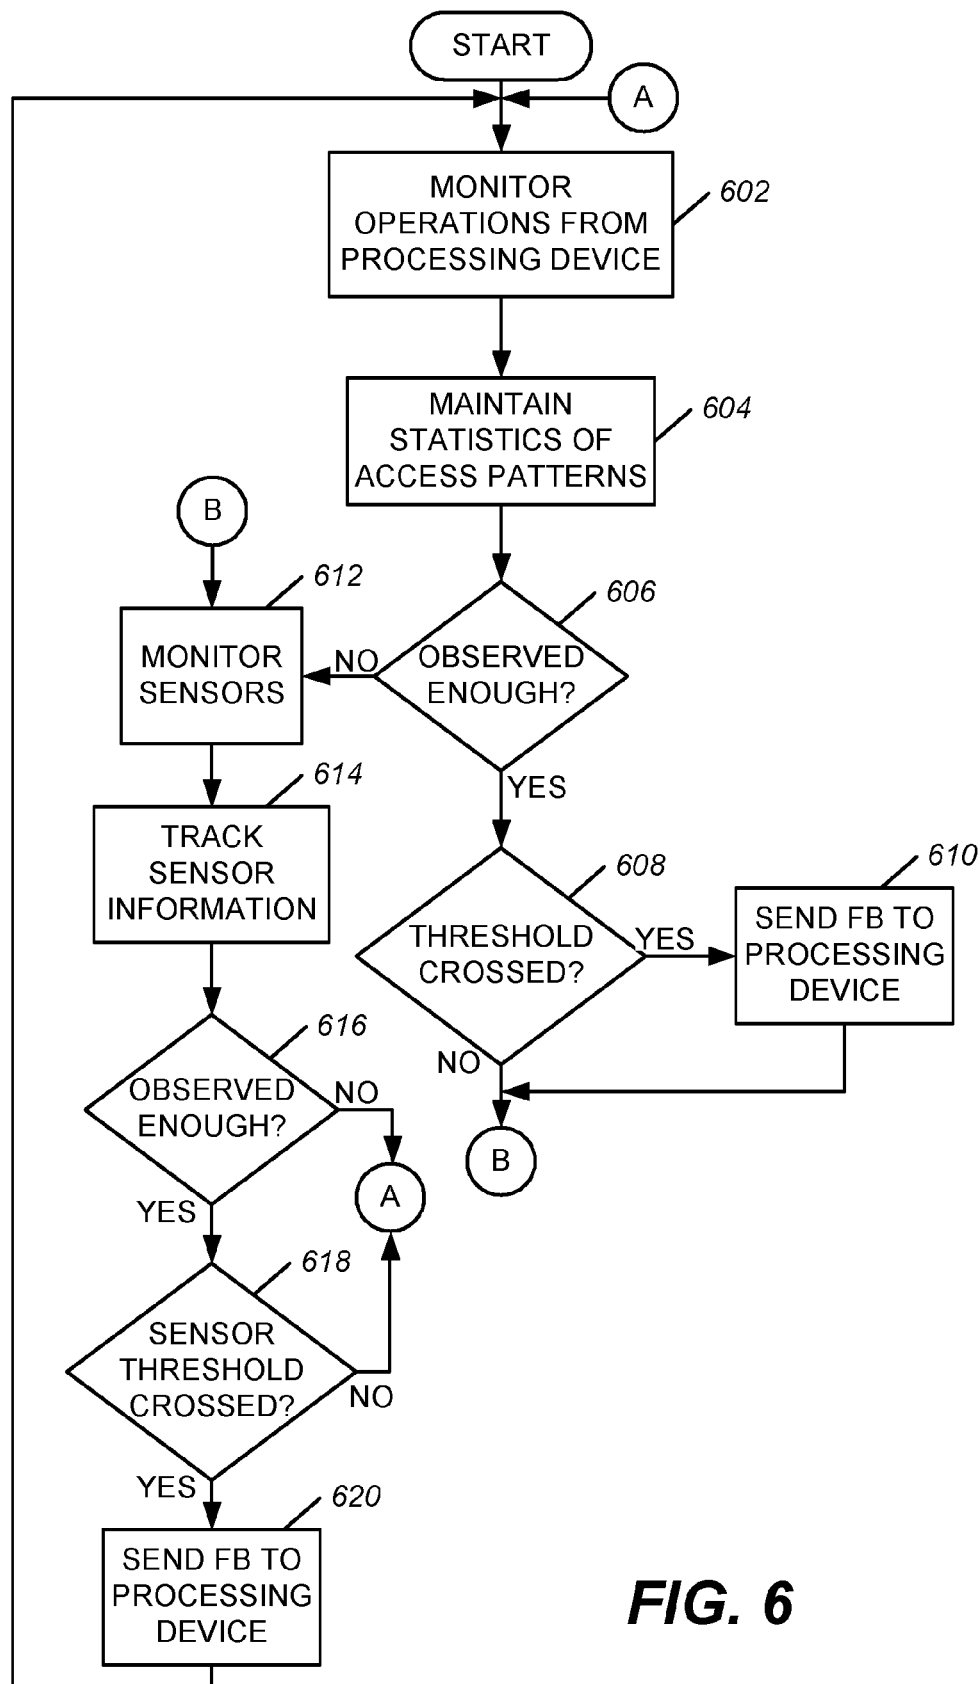 START
A
MONITOR
OPERATIONS FROM
PROCESSING DEVICE
602
MAINTAIN
STATISTICS OF
ACCESS PATTERNS
604
B
612
MONITOR
SENSORS
NO
606
OBSERVED
ENOUGH?
YES
614
TRACK
SENSOR
INFORMATION
608
THRESHOLD
CROSSED?
YES
610
SEND FB TO
PROCESSING
DEVICE
NO
B
616
OBSERVED
ENOUGH?
NO
A
YES
618
SENSOR
THRESHOLD
CROSSED?
NO
YES
620
SEND FB TO
PROCESSING
DEVICE
FIG. 6